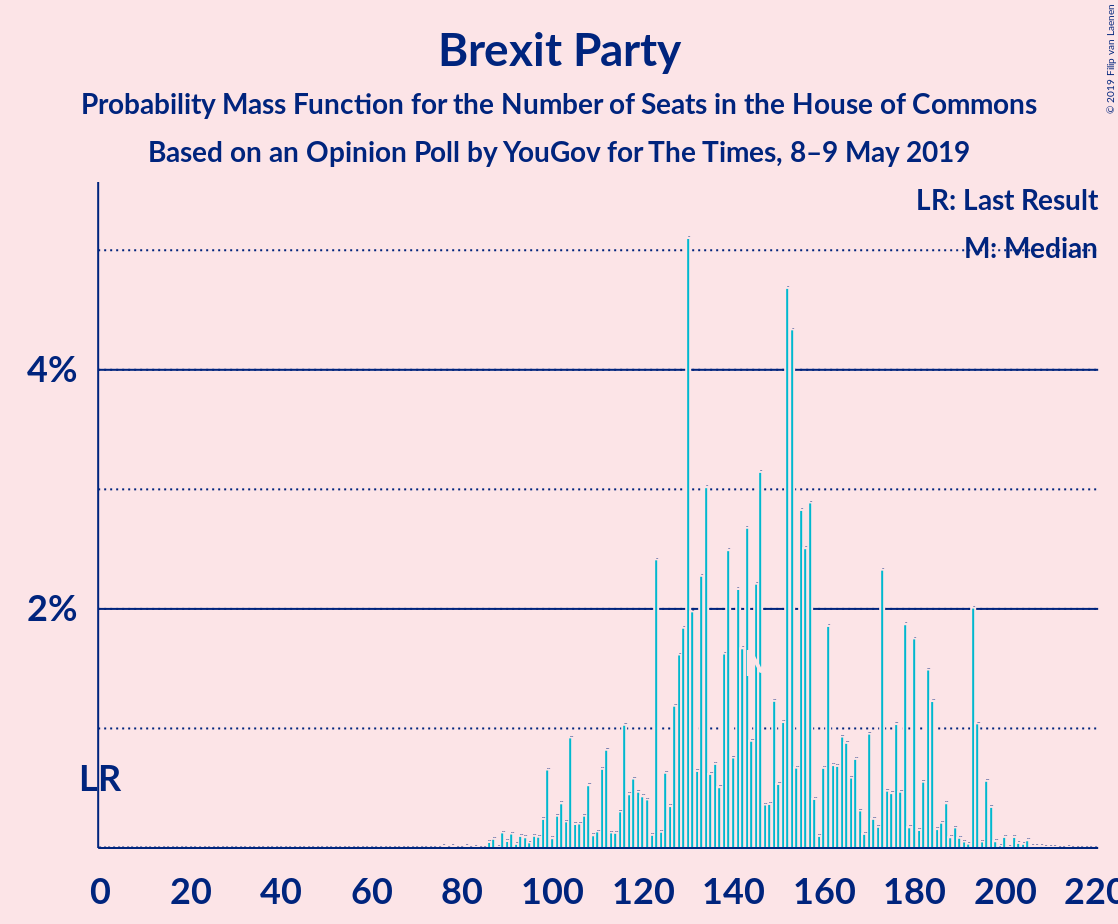 Brexit Party
Probability Mass Function for the Number of Seats in the House of Commons
Based on an Opinion Poll by YouGov for The Times, 8–9 May 2019
© 2019 Filip van Laenen
LR: Last Result
M: Median
4%
2%
LR
0 20 40 60 80 100 120 140 160 180 200 220